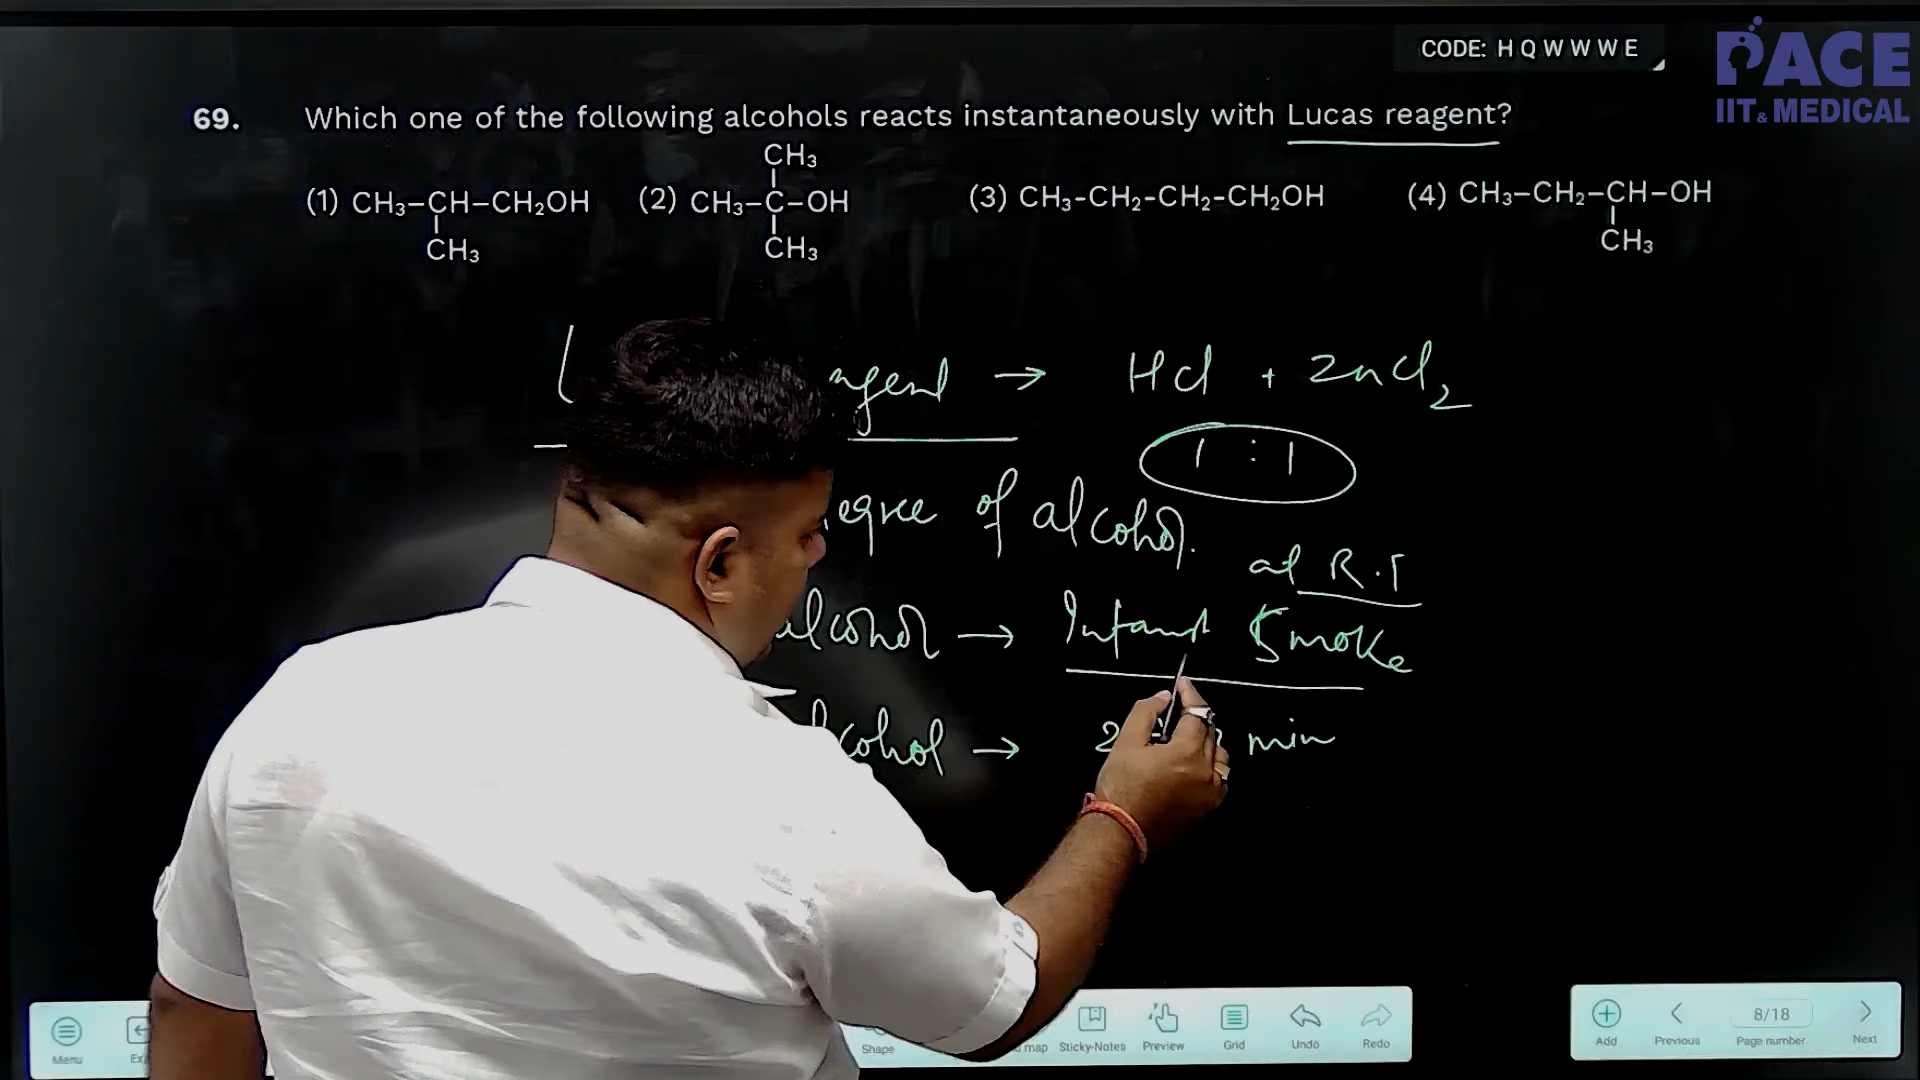 CODE: H Q W W W E
PACE
IIT & MEDICAL
69. Which one of the following alcohols reacts instantaneously with Lucas reagent?
(1) CH₃–CH–CH₂OH
CH₃
(2) CH₃
CH₃–C–OH
CH₃
(3) CH₃-CH₂-CH₂-CH₂OH
(4) CH₃–CH₂–CH–OH
CH₃
agent → HCl + ZnCl₂
1 : 1
egree of alcohol.
at R.T
alcohol → Smoke
lcohol → 2 min
Menu
Shape
map
Sticky-Notes
Preview
Grid
Undo
Redo
Add
Previous
8/18
Page number
Next